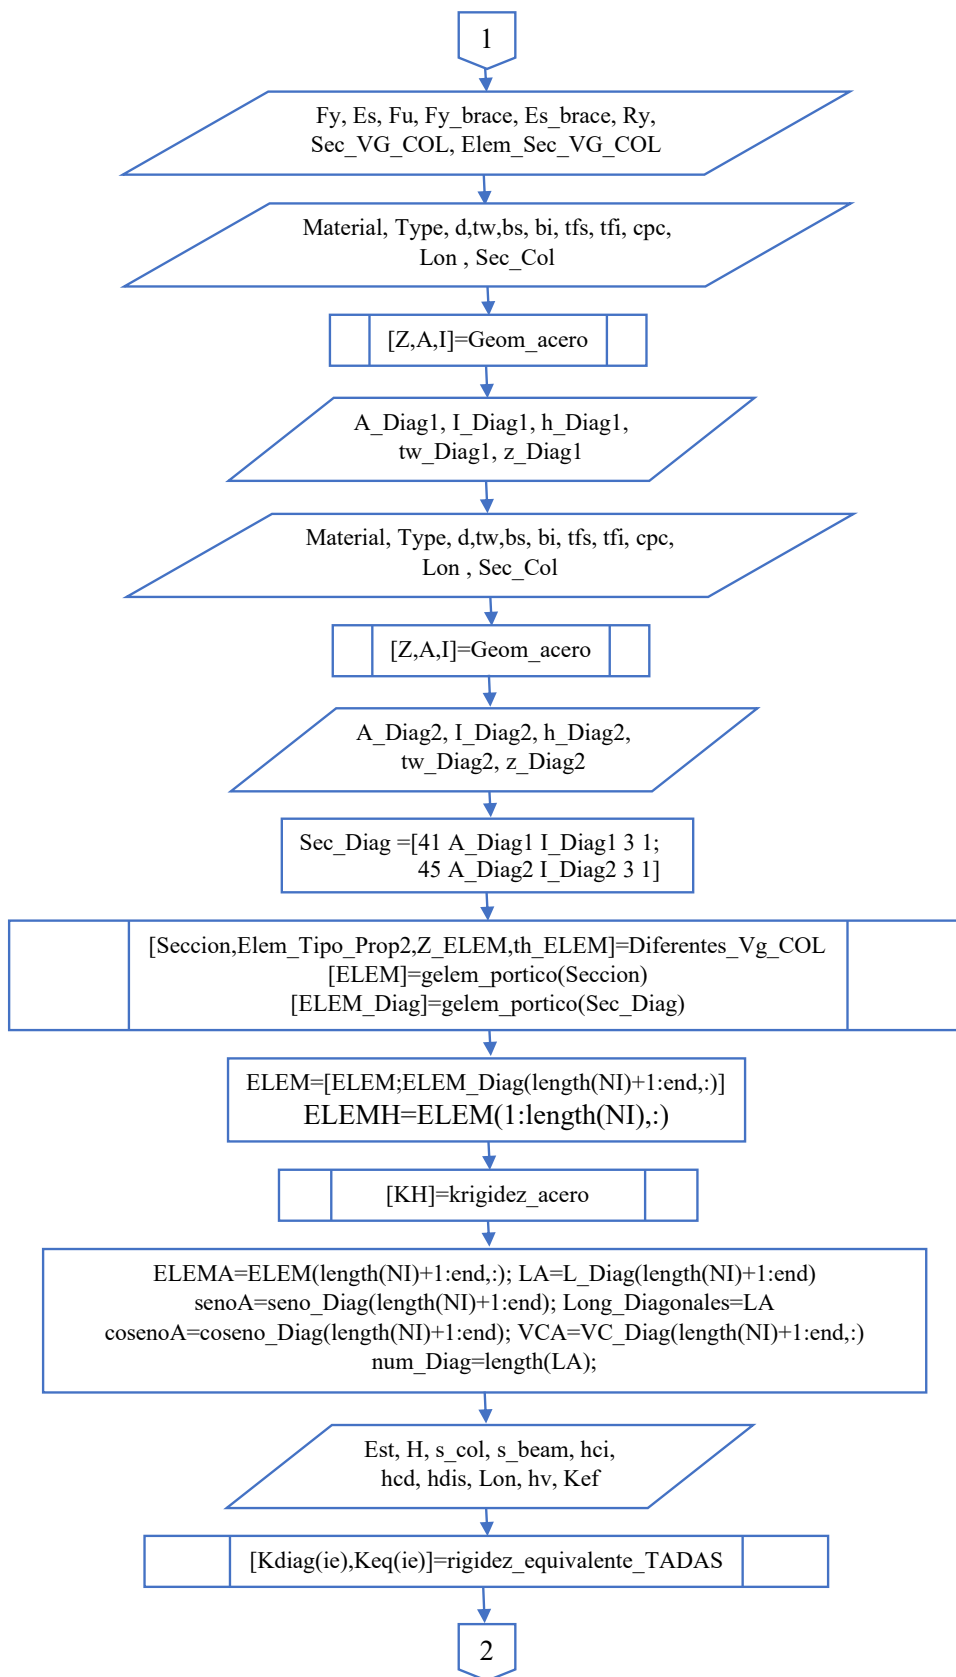 1
Fy, Es, Fu, Fy_brace, Es_brace, Ry,
Sec_VG_COL, Elem_Sec_VG_COL
Material, Type, d,tw,bs, bi, tfs, tfi, cpc,
Lon , Sec_Col
[Z,A,I]=Geom_acero
A_Diag1, I_Diag1, h_Diag1,
tw_Diag1, z_Diag1
Material, Type, d,tw,bs, bi, tfs, tfi, cpc,
Lon , Sec_Col
[Z,A,I]=Geom_acero
A_Diag2, I_Diag2, h_Diag2,
tw_Diag2, z_Diag2
Sec_Diag =[41 A_Diag1 I_Diag1 3 1;
45 A_Diag2 I_Diag2 3 1]
[Seccion,Elem_Tipo_Prop2,Z_ELEM,th_ELEM]=Diferentes_Vg_COL
[ELEM]=gelem_portico(Seccion)
[ELEM_Diag]=gelem_portico(Sec_Diag)
ELEM=[ELEM;ELEM_Diag(length(NI)+1:end,:)]
ELEMH=ELEM(1:length(NI),:)
[KH]=krigidez_acero
ELEMA=ELEM(length(NI)+1:end,:); LA=L_Diag(length(NI)+1:end)
senoA=seno_Diag(length(NI)+1:end); Long_Diagonales=LA
cosenoA=coseno_Diag(length(NI)+1:end); VCA=VC_Diag(length(NI)+1:end,:)
num_Diag=length(LA);
Est, H, s_col, s_beam, hci,
hcd, hdis, Lon, hv, Kef
[Kdiag(ie),Keq(ie)]=rigidez_equivalente_TADAS
2